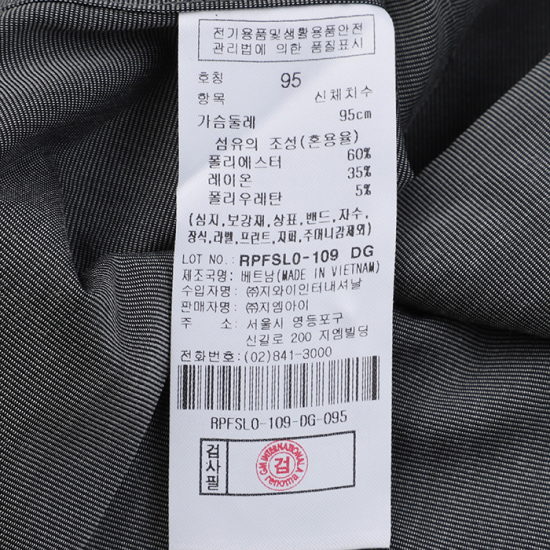 전기용품및생활용품안전
관리법에 의한 품질표시
호칭 95
항목 신체치수
가슴둘레 95cm
섬유의 조성(혼용율)
폴리에스터 60%
레이온 35%
폴리우레탄 5%
(심지,보강재,상표,밴드,자수,
장식,라벨,프린트,지퍼,주머니감제외)
LOT NO.: RPFSL0-109 DG
제조국명: 베트남(MADE IN VIETNAM)
수입자명: ㈜지와이인터내셔날
판매자명: ㈜지엠아이
주 소: 서울시 영등포구
신길로 200 지엠빌딩
전화번호: (02)841-3000
RPFSL0-109-DG-095
검사필
검
renoma